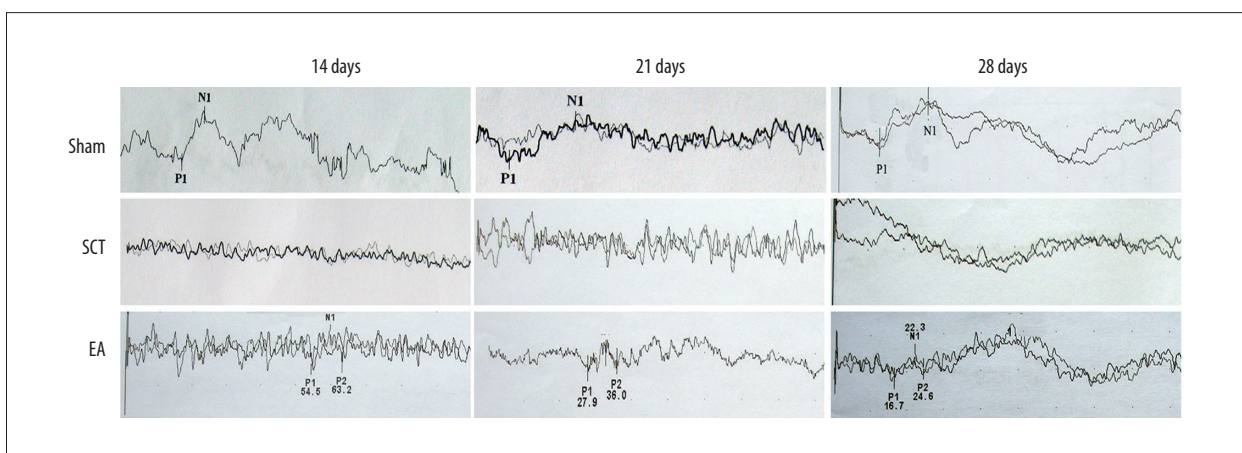 14 days 21 days 28 days
Sham
N1
P1
N1
P1
N1
P1
SCT
EA
N1
P1
54.5
P2
63.2
P1
27.9
P2
36.0
22.3
N1
P1
16.7
P2
24.6